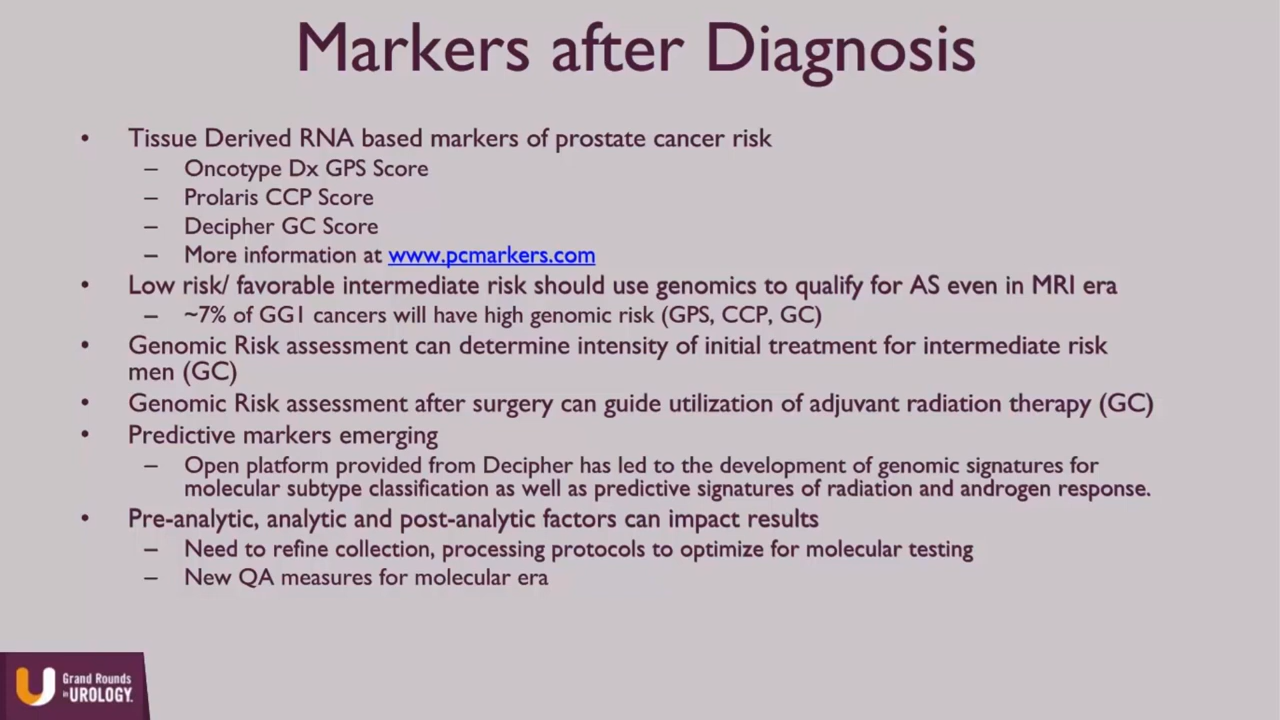 Markers after Diagnosis
• Tissue Derived RNA based markers of prostate cancer risk
– Oncotype Dx GPS Score
– Prolaris CCP Score
– Decipher GC Score
– More information at www.pcmarkers.com
• Low risk/ favorable intermediate risk should use genomics to qualify for AS even in MRI era
– ~7% of GG1 cancers will have high genomic risk (GPS, CCP, GC)
• Genomic Risk assessment can determine intensity of initial treatment for intermediate risk
men (GC)
• Genomic Risk assessment after surgery can guide utilization of adjuvant radiation therapy (GC)
• Predictive markers emerging
– Open platform provided from Decipher has led to the development of genomic signatures for
molecular subtype classification as well as predictive signatures of radiation and androgen response.
• Pre-analytic, analytic and post-analytic factors can impact results
– Need to refine collection, processing protocols to optimize for molecular testing
– New QA measures for molecular era
Grand Rounds
in UROLOGY